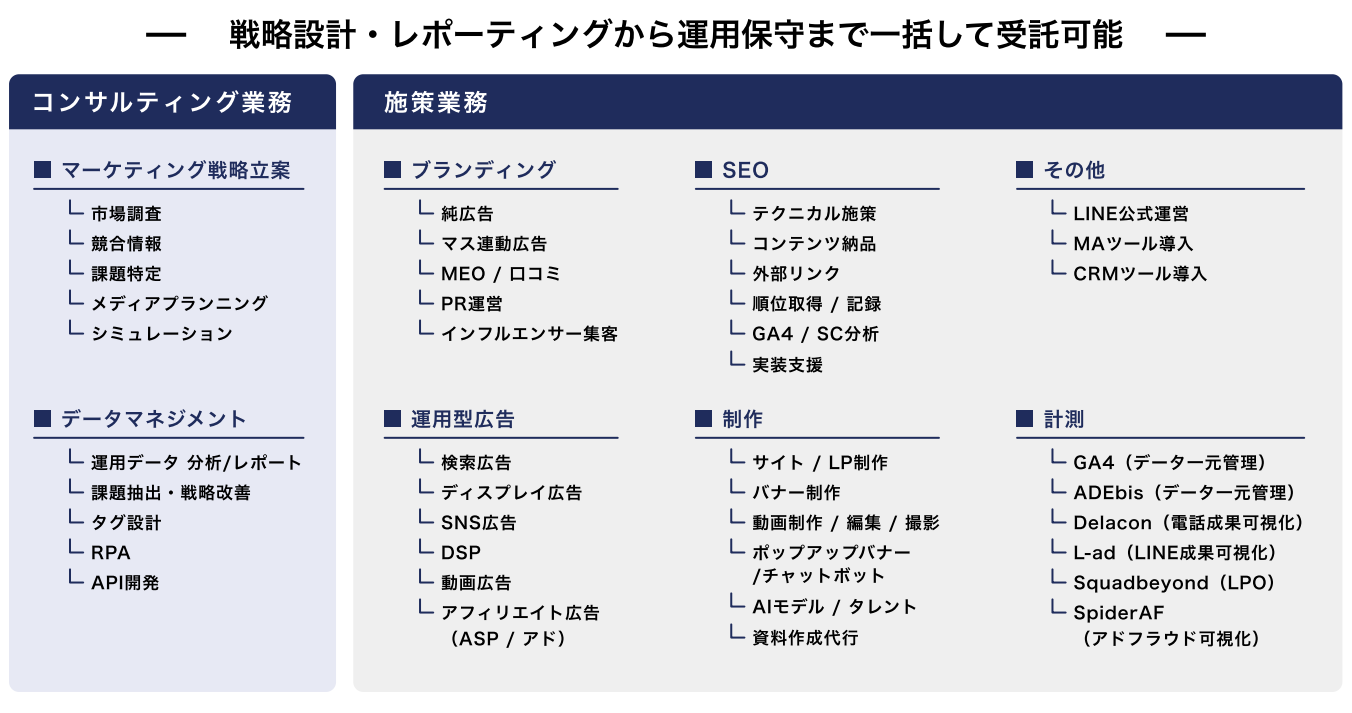 戦略設計・レポーティングから運用保守まで一括して受託可能
コンサルティング業務
マーケティング戦略立案
市場調査
競合情報
課題特定
メディアプランニング
シミュレーション
データマネジメント
運用データ 分析/レポート
課題抽出・戦略改善
タグ設計
RPA
API開発
施策業務
ブランディング
純広告
マス連動広告
MEO / 口コミ
PR運営
インフルエンサー集客
SEO
テクニカル施策
コンテンツ納品
外部リンク
順位取得 / 記録
GA4 / SC分析
実装支援
その他
LINE公式運営
MAツール導入
CRMツール導入
運用型広告
検索広告
ディスプレイ広告
SNS広告
DSP
動画広告
アフィリエイト広告
（ASP / アド）
制作
サイト / LP制作
バナー制作
動画制作 / 編集 / 撮影
ポップアップバナー
/チャットボット
AIモデル / タレント
資料作成代行
計測
GA4（データ一元管理）
ADEbis（データ一元管理）
Delacon（電話成果可視化）
L-ad（LINE成果可視化）
Squadbeyond（LPO）
SpiderAF
（アドフラウド可視化）